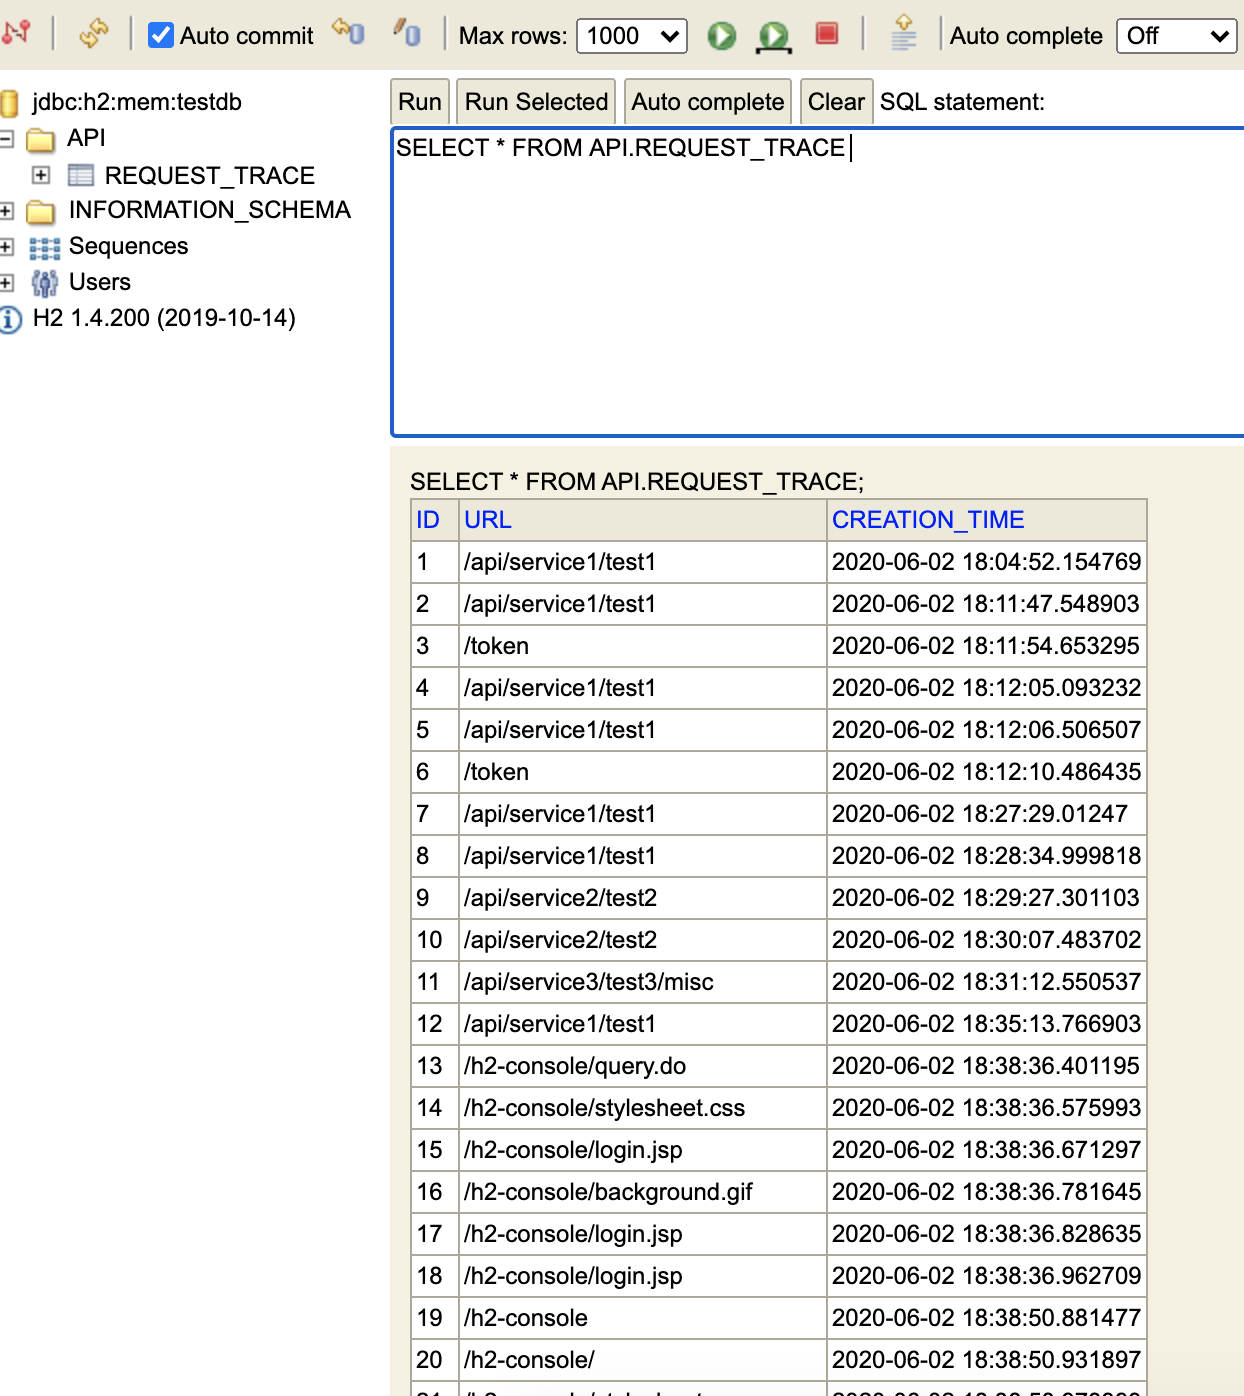 Auto commit Max rows: 1000 Auto complete Off
jdbc:h2:mem:testdb
API
REQUEST_TRACE
INFORMATION_SCHEMA
Sequences
Users
H2 1.4.200 (2019-10-14)
Run Run Selected Auto complete Clear SQL statement:
SELECT * FROM API.REQUEST_TRACE
SELECT * FROM API.REQUEST_TRACE;
ID URL CREATION_TIME
1 /api/service1/test1 2020-06-02 18:04:52.154769
2 /api/service1/test1 2020-06-02 18:11:47.548903
3 /token 2020-06-02 18:11:54.653295
4 /api/service1/test1 2020-06-02 18:12:05.093232
5 /api/service1/test1 2020-06-02 18:12:06.506507
6 /token 2020-06-02 18:12:10.486435
7 /api/service1/test1 2020-06-02 18:27:29.01247
8 /api/service1/test1 2020-06-02 18:28:34.999818
9 /api/service2/test2 2020-06-02 18:29:27.301103
10 /api/service2/test2 2020-06-02 18:30:07.483702
11 /api/service3/test3/misc 2020-06-02 18:31:12.550537
12 /api/service1/test1 2020-06-02 18:35:13.766903
13 /h2-console/query.do 2020-06-02 18:38:36.401195
14 /h2-console/stylesheet.css 2020-06-02 18:38:36.575993
15 /h2-console/login.jsp 2020-06-02 18:38:36.671297
16 /h2-console/background.gif 2020-06-02 18:38:36.781645
17 /h2-console/login.jsp 2020-06-02 18:38:36.828635
18 /h2-console/login.jsp 2020-06-02 18:38:36.962709
19 /h2-console 2020-06-02 18:38:50.881477
20 /h2-console/ 2020-06-02 18:38:50.931897